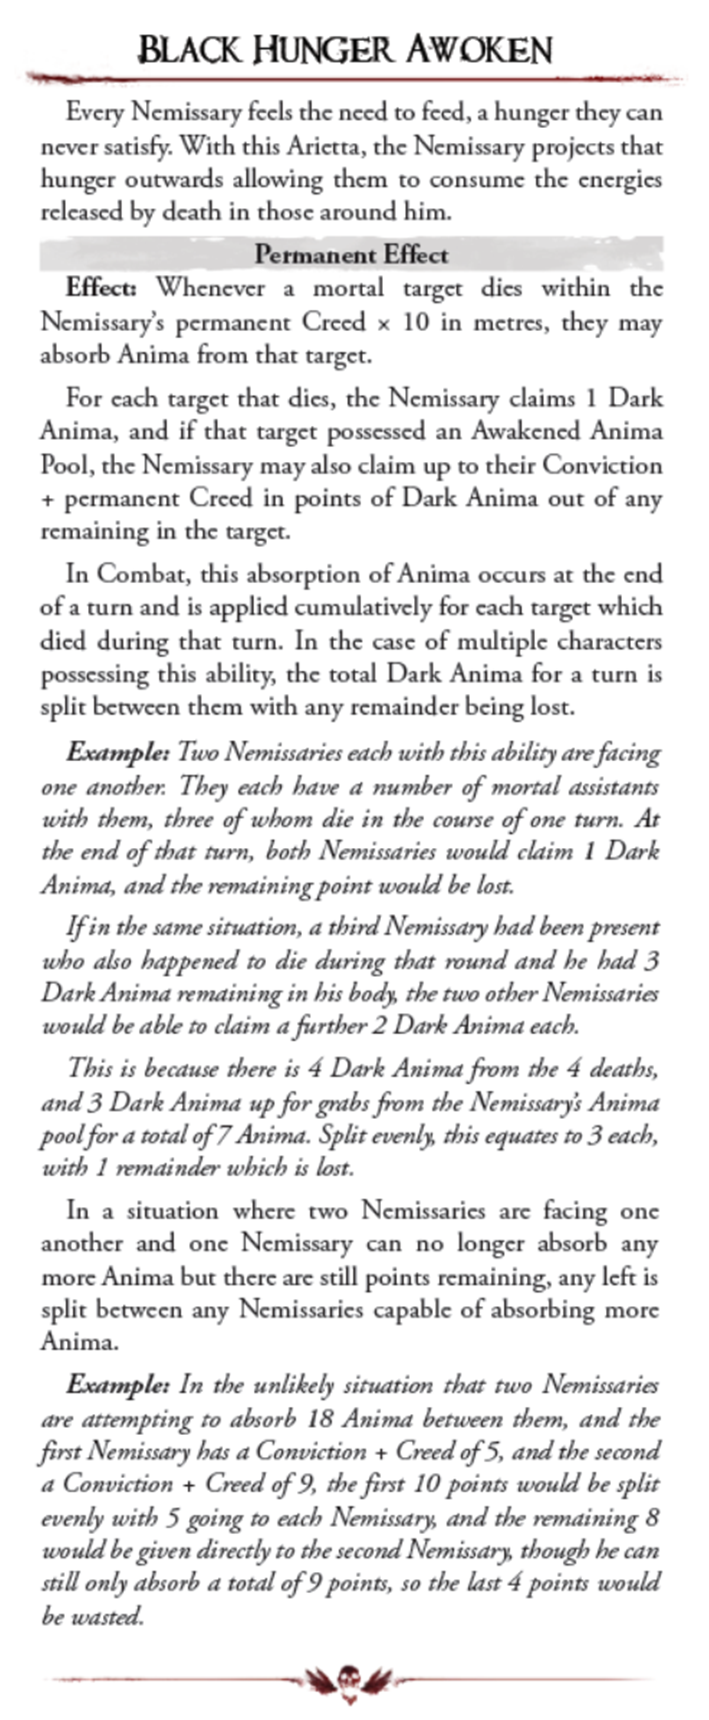 BLACK HUNGER AWOKEN
Every Nemissary feels the need to feed, a hunger they can
never satisfy. With this Arietta, the Nemissary projects that
hunger outwards allowing them to consume the energies
released by death in those around him.
Permanent Effect
Effect: Whenever a mortal target dies within the
Nemissary's permanent Creed × 10 in metres, they may
absorb Anima from that target.
For each target that dies, the Nemissary claims 1 Dark
Anima, and if that target possessed an Awakened Anima
Pool, the Nemissary may also claim up to their Conviction
+ permanent Creed in points of Dark Anima out of any
remaining in the target.
In Combat, this absorption of Anima occurs at the end
of a turn and is applied cumulatively for each target which
died during that turn. In the case of multiple characters
possessing this ability, the total Dark Anima for a turn is
split between them with any remainder being lost.
Example: Two Nemissaries each with this ability are facing
one another. They each have a number of mortal assistants
with them, three of whom die in the course of one turn. At
the end of that turn, both Nemissaries would claim 1 Dark
Anima, and the remaining point would be lost.
If in the same situation, a third Nemissary had been present
who also happened to die during that round and he had 3
Dark Anima remaining in his body, the two other Nemissaries
would be able to claim a further 2 Dark Anima each.
This is because there is 4 Dark Anima from the 4 deaths,
and 3 Dark Anima up for grabs from the Nemissary's Anima
pool for a total of 7 Anima. Split evenly, this equates to 3 each,
with 1 remainder which is lost.
In a situation where two Nemissaries are facing one
another and one Nemissary can no longer absorb any
more Anima but there are still points remaining, any left is
split between any Nemissaries capable of absorbing more
Anima.
Example: In the unlikely situation that two Nemissaries
are attempting to absorb 18 Anima between them, and the
first Nemissary has a Conviction + Creed of 5, and the second
a Conviction + Creed of 9, the first 10 points would be split
evenly with 5 going to each Nemissary, and the remaining 8
would be given directly to the second Nemissary, though he can
still only absorb a total of 9 points, so the last 4 points would
be wasted.